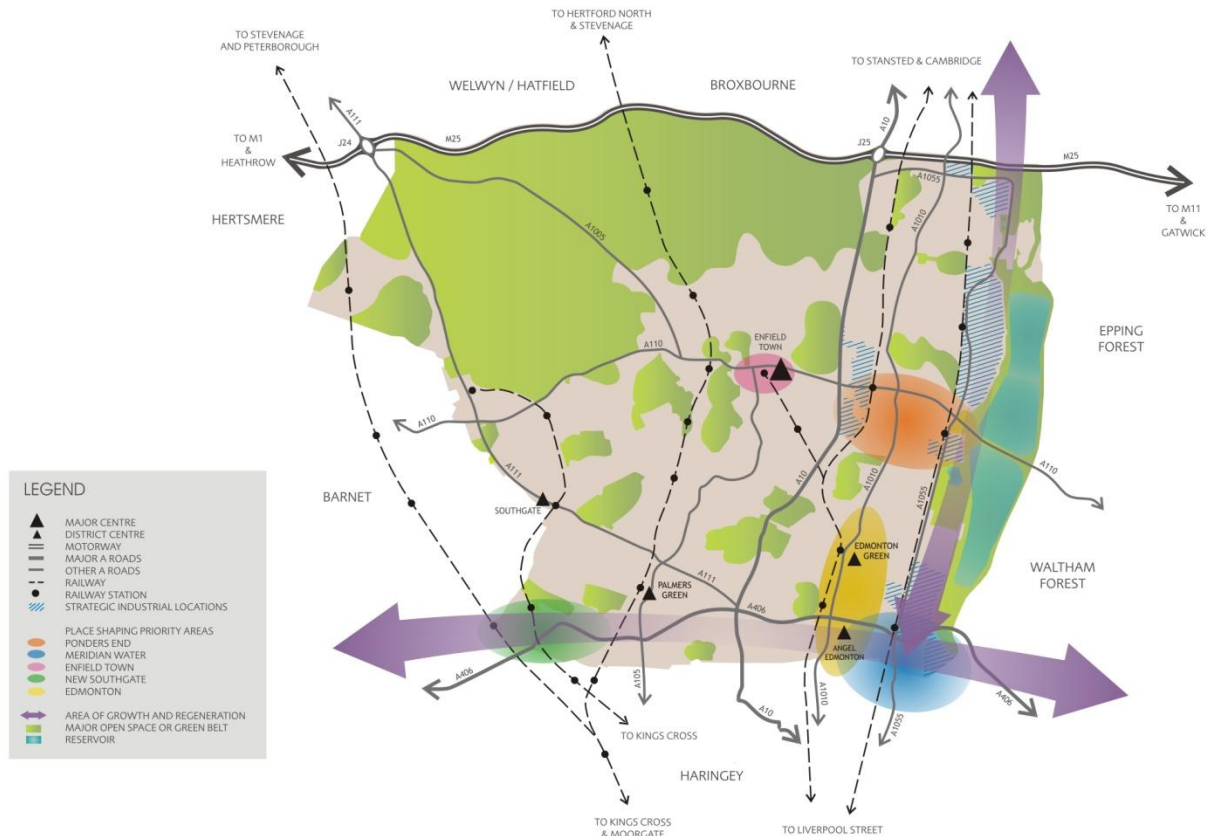 TO HERTFORD NORTH
& STEVENAGE
TO STEVENAGE
AND PETERBOROUGH
TO STANSTED & CAMBRIDGE
WELWYN / HATFIELD
BROXBOURNE
A111
A10
J24
M25
J25
M25
TO M1
&
HEATHROW
A1055
A1010
TO M11
&
GATWICK
HERTSMERE
A1005
EPPING
FOREST
ENFIELD
TOWN
A110
A110
A111
A10
A1010
A1055
A110
BARNET
SOUTHGATE
EDMONTON
GREEN
WALTHAM
FOREST
PALMERS
GREEN
A111
A406
ANGEL
EDMONTON
A406
A105
A10
A1010
A1055
A406
TO KINGS CROSS
HARINGEY
TO KINGS CROSS
& MOORGATE
TO LIVERPOOL STREET
LEGEND
MAJOR CENTRE
DISTRICT CENTRE
MOTORWAY
MAJOR A ROADS
OTHER A ROADS
RAILWAY
RAILWAY STATION
STRATEGIC INDUSTRIAL LOCATIONS
PLACE SHAPING PRIORITY AREAS
PONDERS END
MERIDIAN WATER
ENFIELD TOWN
NEW SOUTHGATE
EDMONTON
AREA OF GROWTH AND REGENERATION
MAJOR OPEN SPACE OR GREEN BELT
RESERVOIR